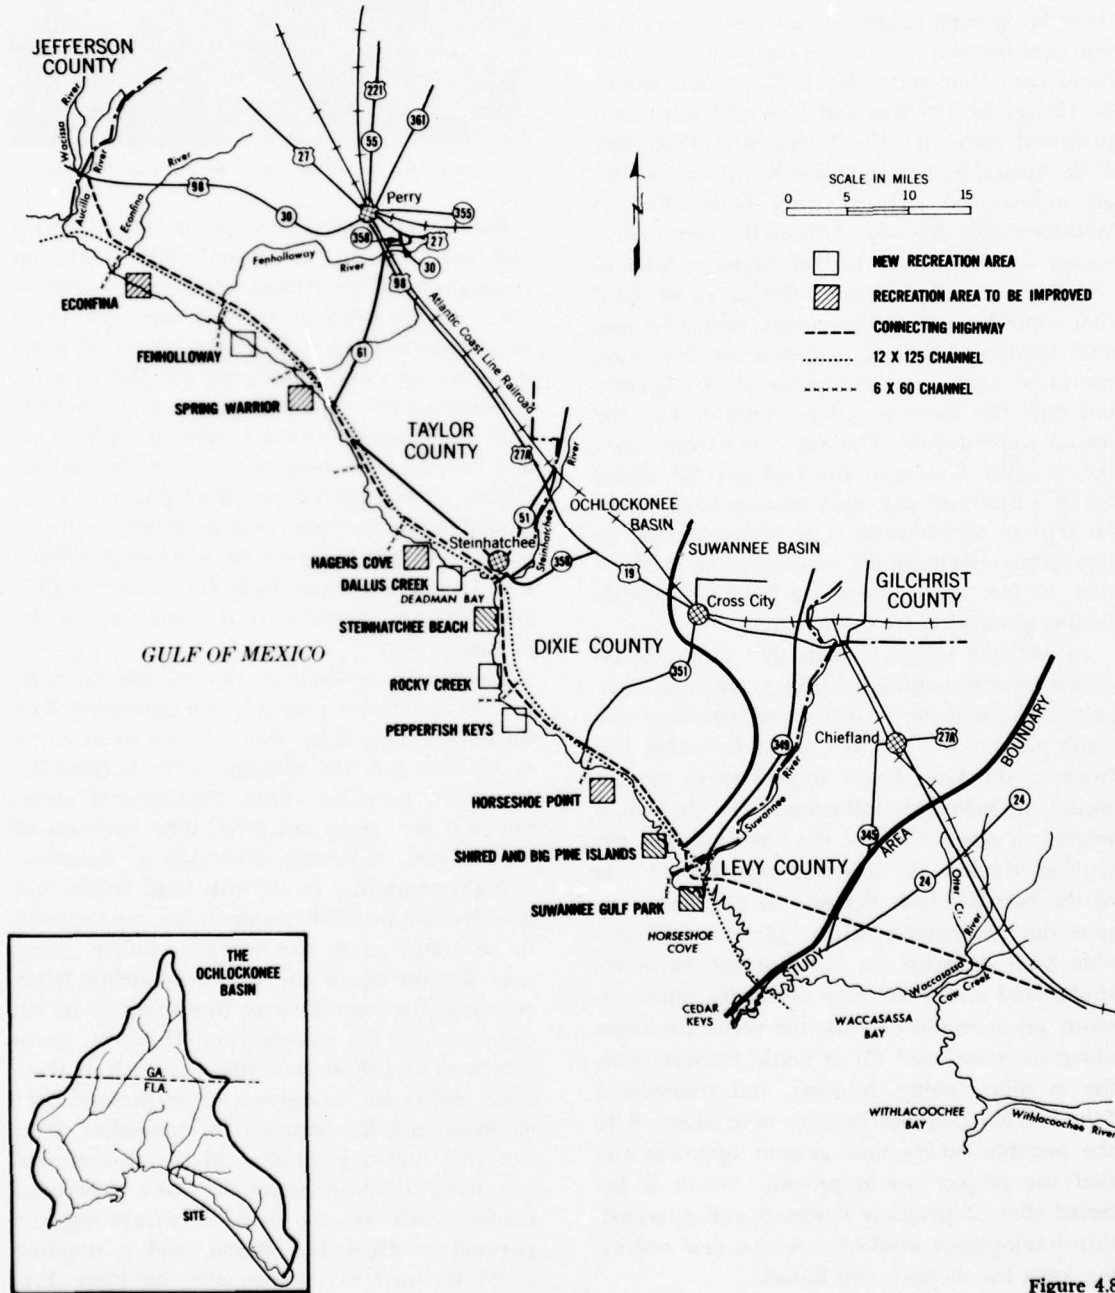 JEFFERSON
COUNTY
Wacissa
River
Aucilla
River
Econfina
River
98
30
27
221
55
361
Perry
355
356
27
30
98
Fenholloway
River
61
Atlantic Coast Line Railroad
SCALE IN MILES
0 5 10 15
NEW RECREATION AREA
RECREATION AREA TO BE IMPROVED
CONNECTING HIGHWAY
12 X 125 CHANNEL
6 X 60 CHANNEL
ECONFINA
FENHOLLOWAY
SPRING WARRIOR
TAYLOR
COUNTY
27A
River
Steinhatchee
51
OCHLOCKONEE
BASIN
SUWANNEE BASIN
Steinhatchee
356
19
HAGENS COVE
DALLUS CREEK
DEADMAN BAY
STEINHATCHEE BEACH
Cross City
GILCHRIST
COUNTY
GULF OF MEXICO
DIXIE COUNTY
351
ROCKY CREEK
PEPPERFISH KEYS
349
Chiefland
27A
HORSESHOE POINT
Suwannee
River
345
24
24
STUDY AREA BOUNDARY
SHIRED AND BIG PINE ISLANDS
LEVY COUNTY
SUWANNEE GULF PARK
HORSESHOE
COVE
Otter Cr.
River
Waccasassa
Cow Creek
CEDAR
KEYS
WACCASASSA
BAY
WITHLACOOCHEE
BAY
Withlacoochee River
THE
OCHLOCKONEE
BASIN
GA.
FLA.
SITE
Figure 4.8